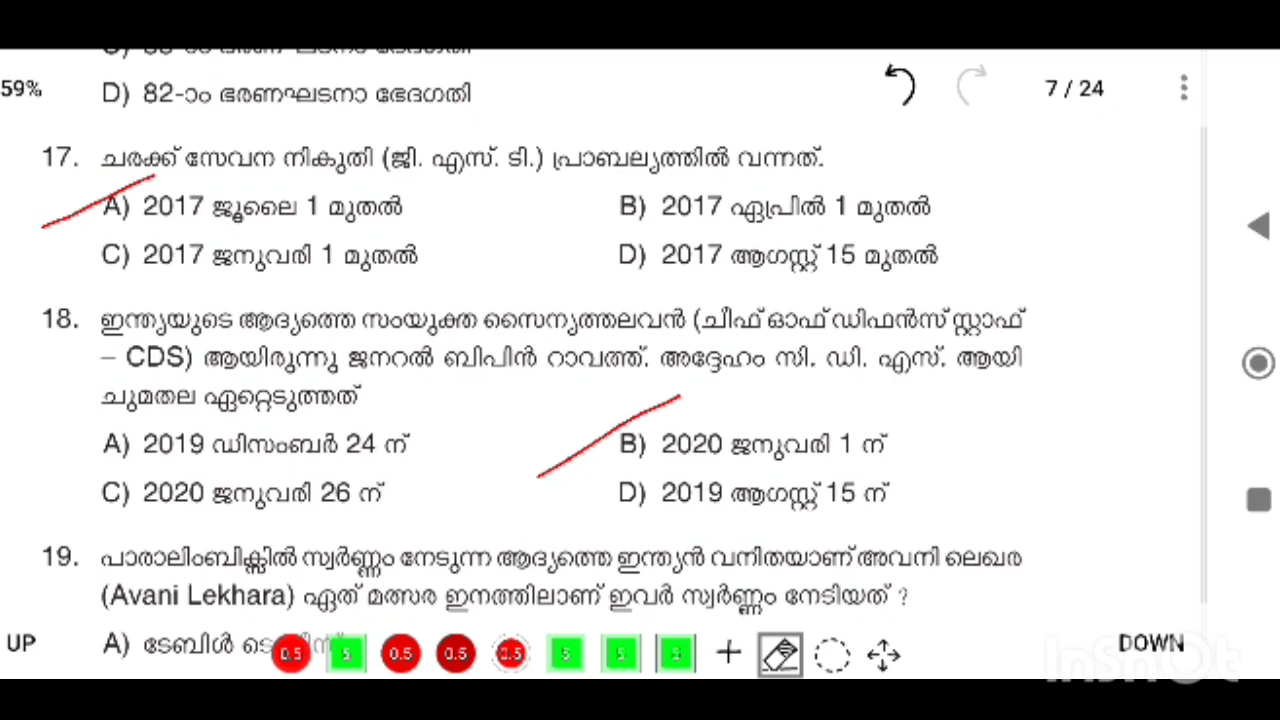 59%
D) 82-ാം ഭരണഘടനാ ഭേദഗതി
7 / 24
17. ചരക്ക് സേവന നികുതി (ജി. എസ്. ടി.) പ്രാബല്യത്തിൽ വന്നത്.
A) 2017 ജൂലൈ 1 മുതൽ B) 2017 ഏപ്രിൽ 1 മുതൽ
C) 2017 ജനുവരി 1 മുതൽ D) 2017 ആഗസ്റ്റ് 15 മുതൽ
18. ഇന്ത്യയുടെ ആദ്യത്തെ സംയുക്ത സൈന്യത്തലവൻ (ചീഫ് ഓഫ് ഡിഫൻസ് സ്റ്റാഫ്
– CDS) ആയിരുന്നു ജനറൽ ബിപിൻ റാവത്ത്. അദ്ദേഹം സി. ഡി. എസ്. ആയി
ചുമതല ഏറ്റെടുത്തത്
A) 2019 ഡിസംബർ 24 ന് B) 2020 ജനുവരി 1 ന്
C) 2020 ജനുവരി 26 ന് D) 2019 ആഗസ്റ്റ് 15 ന്
19. പാരാലിംബിക്സിൽ സ്വർണ്ണം നേടുന്ന ആദ്യത്തെ ഇന്ത്യൻ വനിതയാണ് അവനി ലെഖര
(Avani Lekhara) ഏത് മത്സര ഇനത്തിലാണ് ഇവർ സ്വർണ്ണം നേടിയത് ?
UP A) ടേബിൾ 0.5 5 0.5 0.5 0.5 5 5 DOWN
InShOt